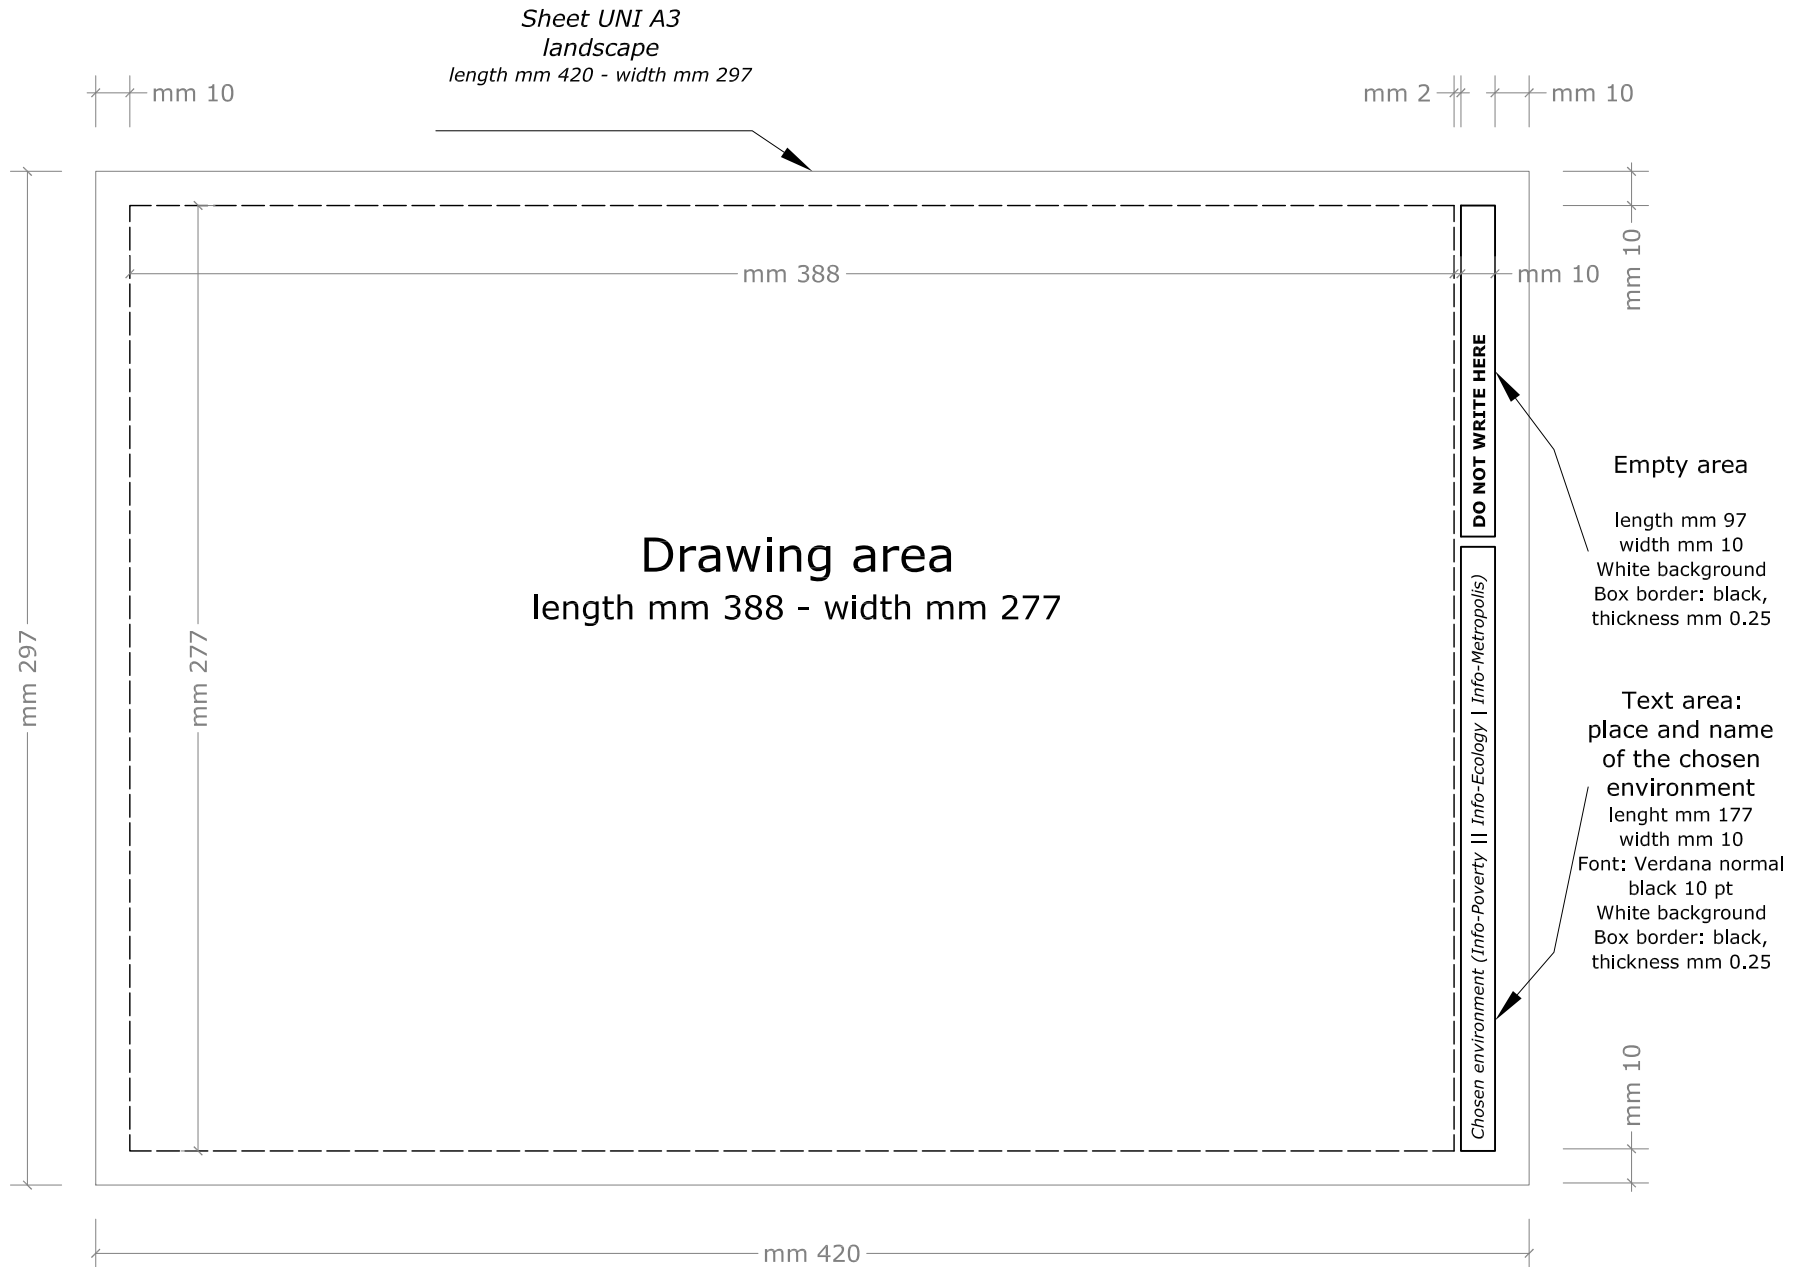 Sheet UNI A3
landscape
length mm 420 - width mm 297
mm 10
mm 2
mm 10
mm 10
mm 388
mm 10
mm 297
mm 277
Drawing area
length mm 388 - width mm 277
DO NOT WRITE HERE
Chosen environment (Info-Poverty || Info-Ecology | Info-Metropolis)
Empty area
length mm 97
width mm 10
White background
Box border: black,
thickness mm 0.25
Text area:
place and name
of the chosen
environment
lenght mm 177
width mm 10
Font: Verdana normal
black 10 pt
White background
Box border: black,
thickness mm 0.25
mm 10
mm 420